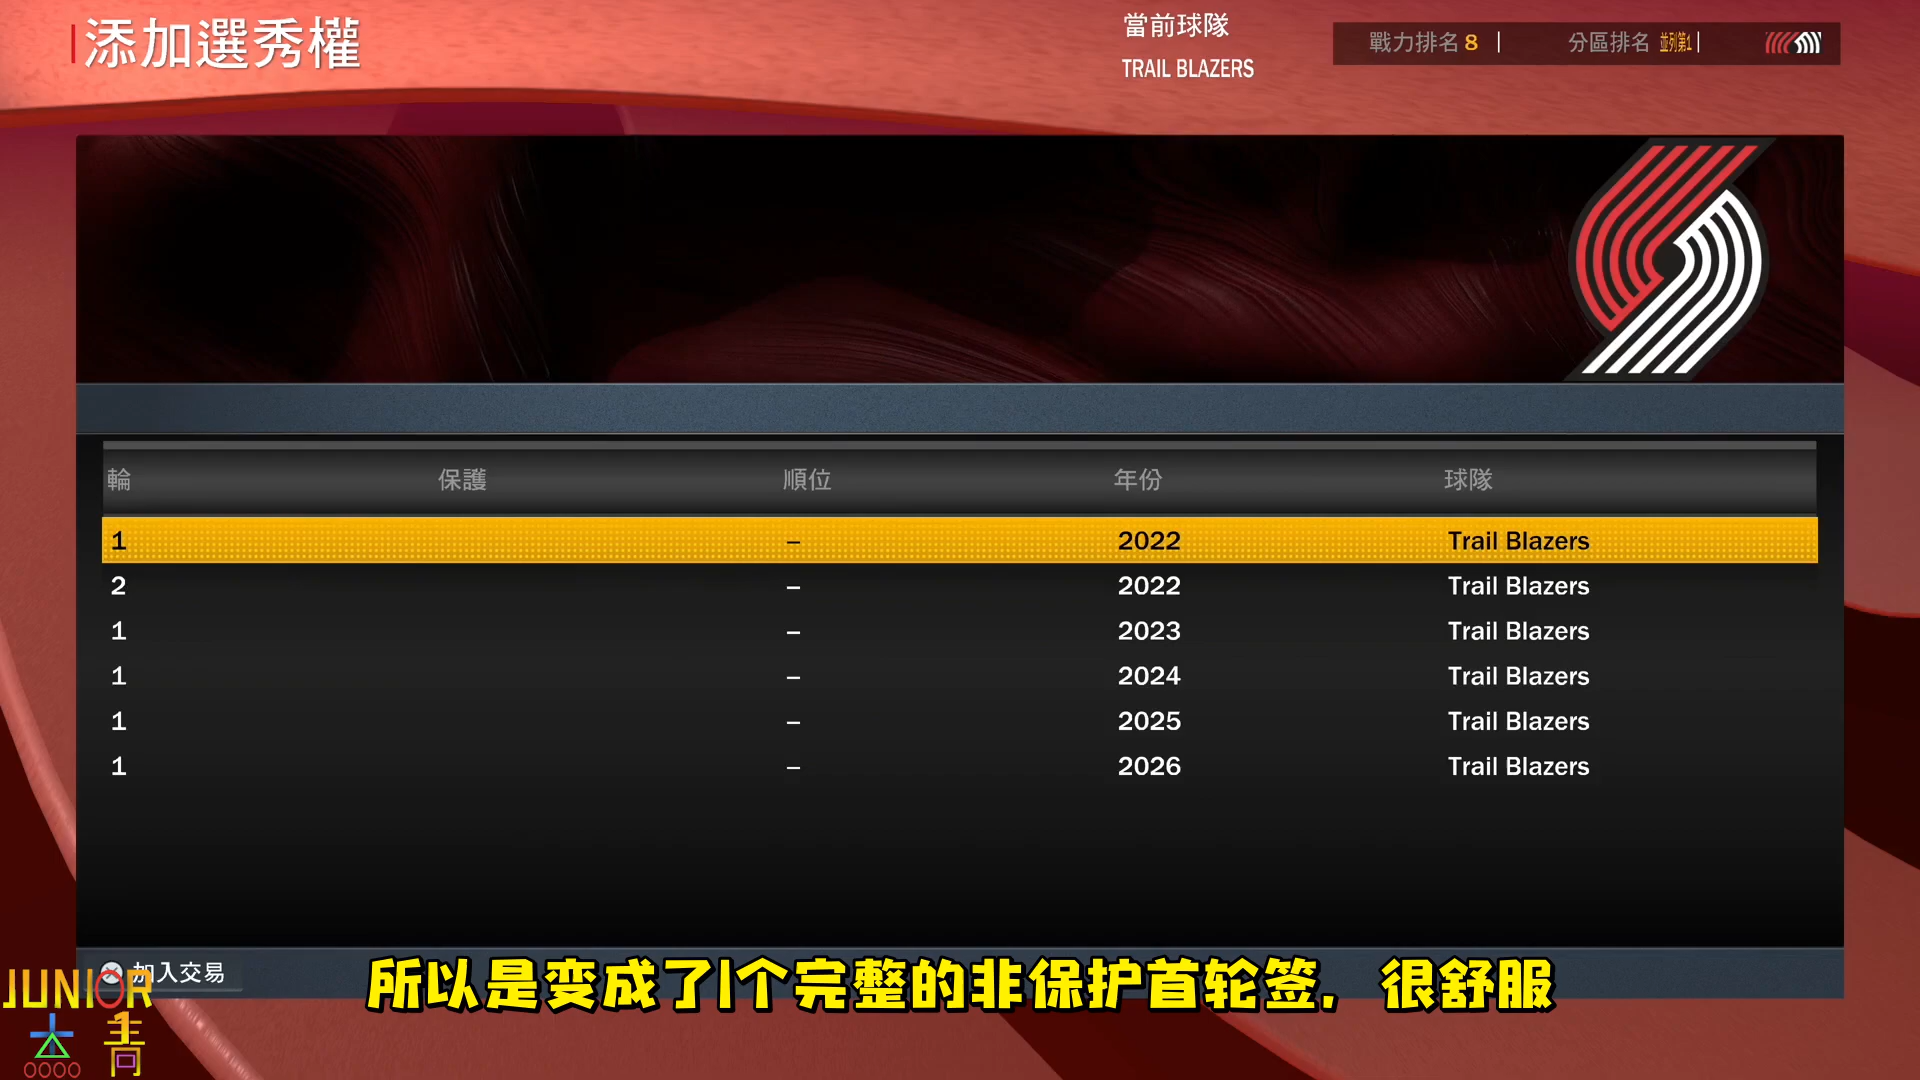 添加選秀權
當前球隊
TRAIL BLAZERS
戰力排名 8 | 分區排名 並列第1 |
輪 保護 順位 年份 球隊
1 – 2022 Trail Blazers
2 – 2022 Trail Blazers
1 – 2023 Trail Blazers
1 – 2024 Trail Blazers
1 – 2025 Trail Blazers
1 – 2026 Trail Blazers
加入交易
所以是变成了1个完整的非保护首轮签，很舒服
JUNIOR